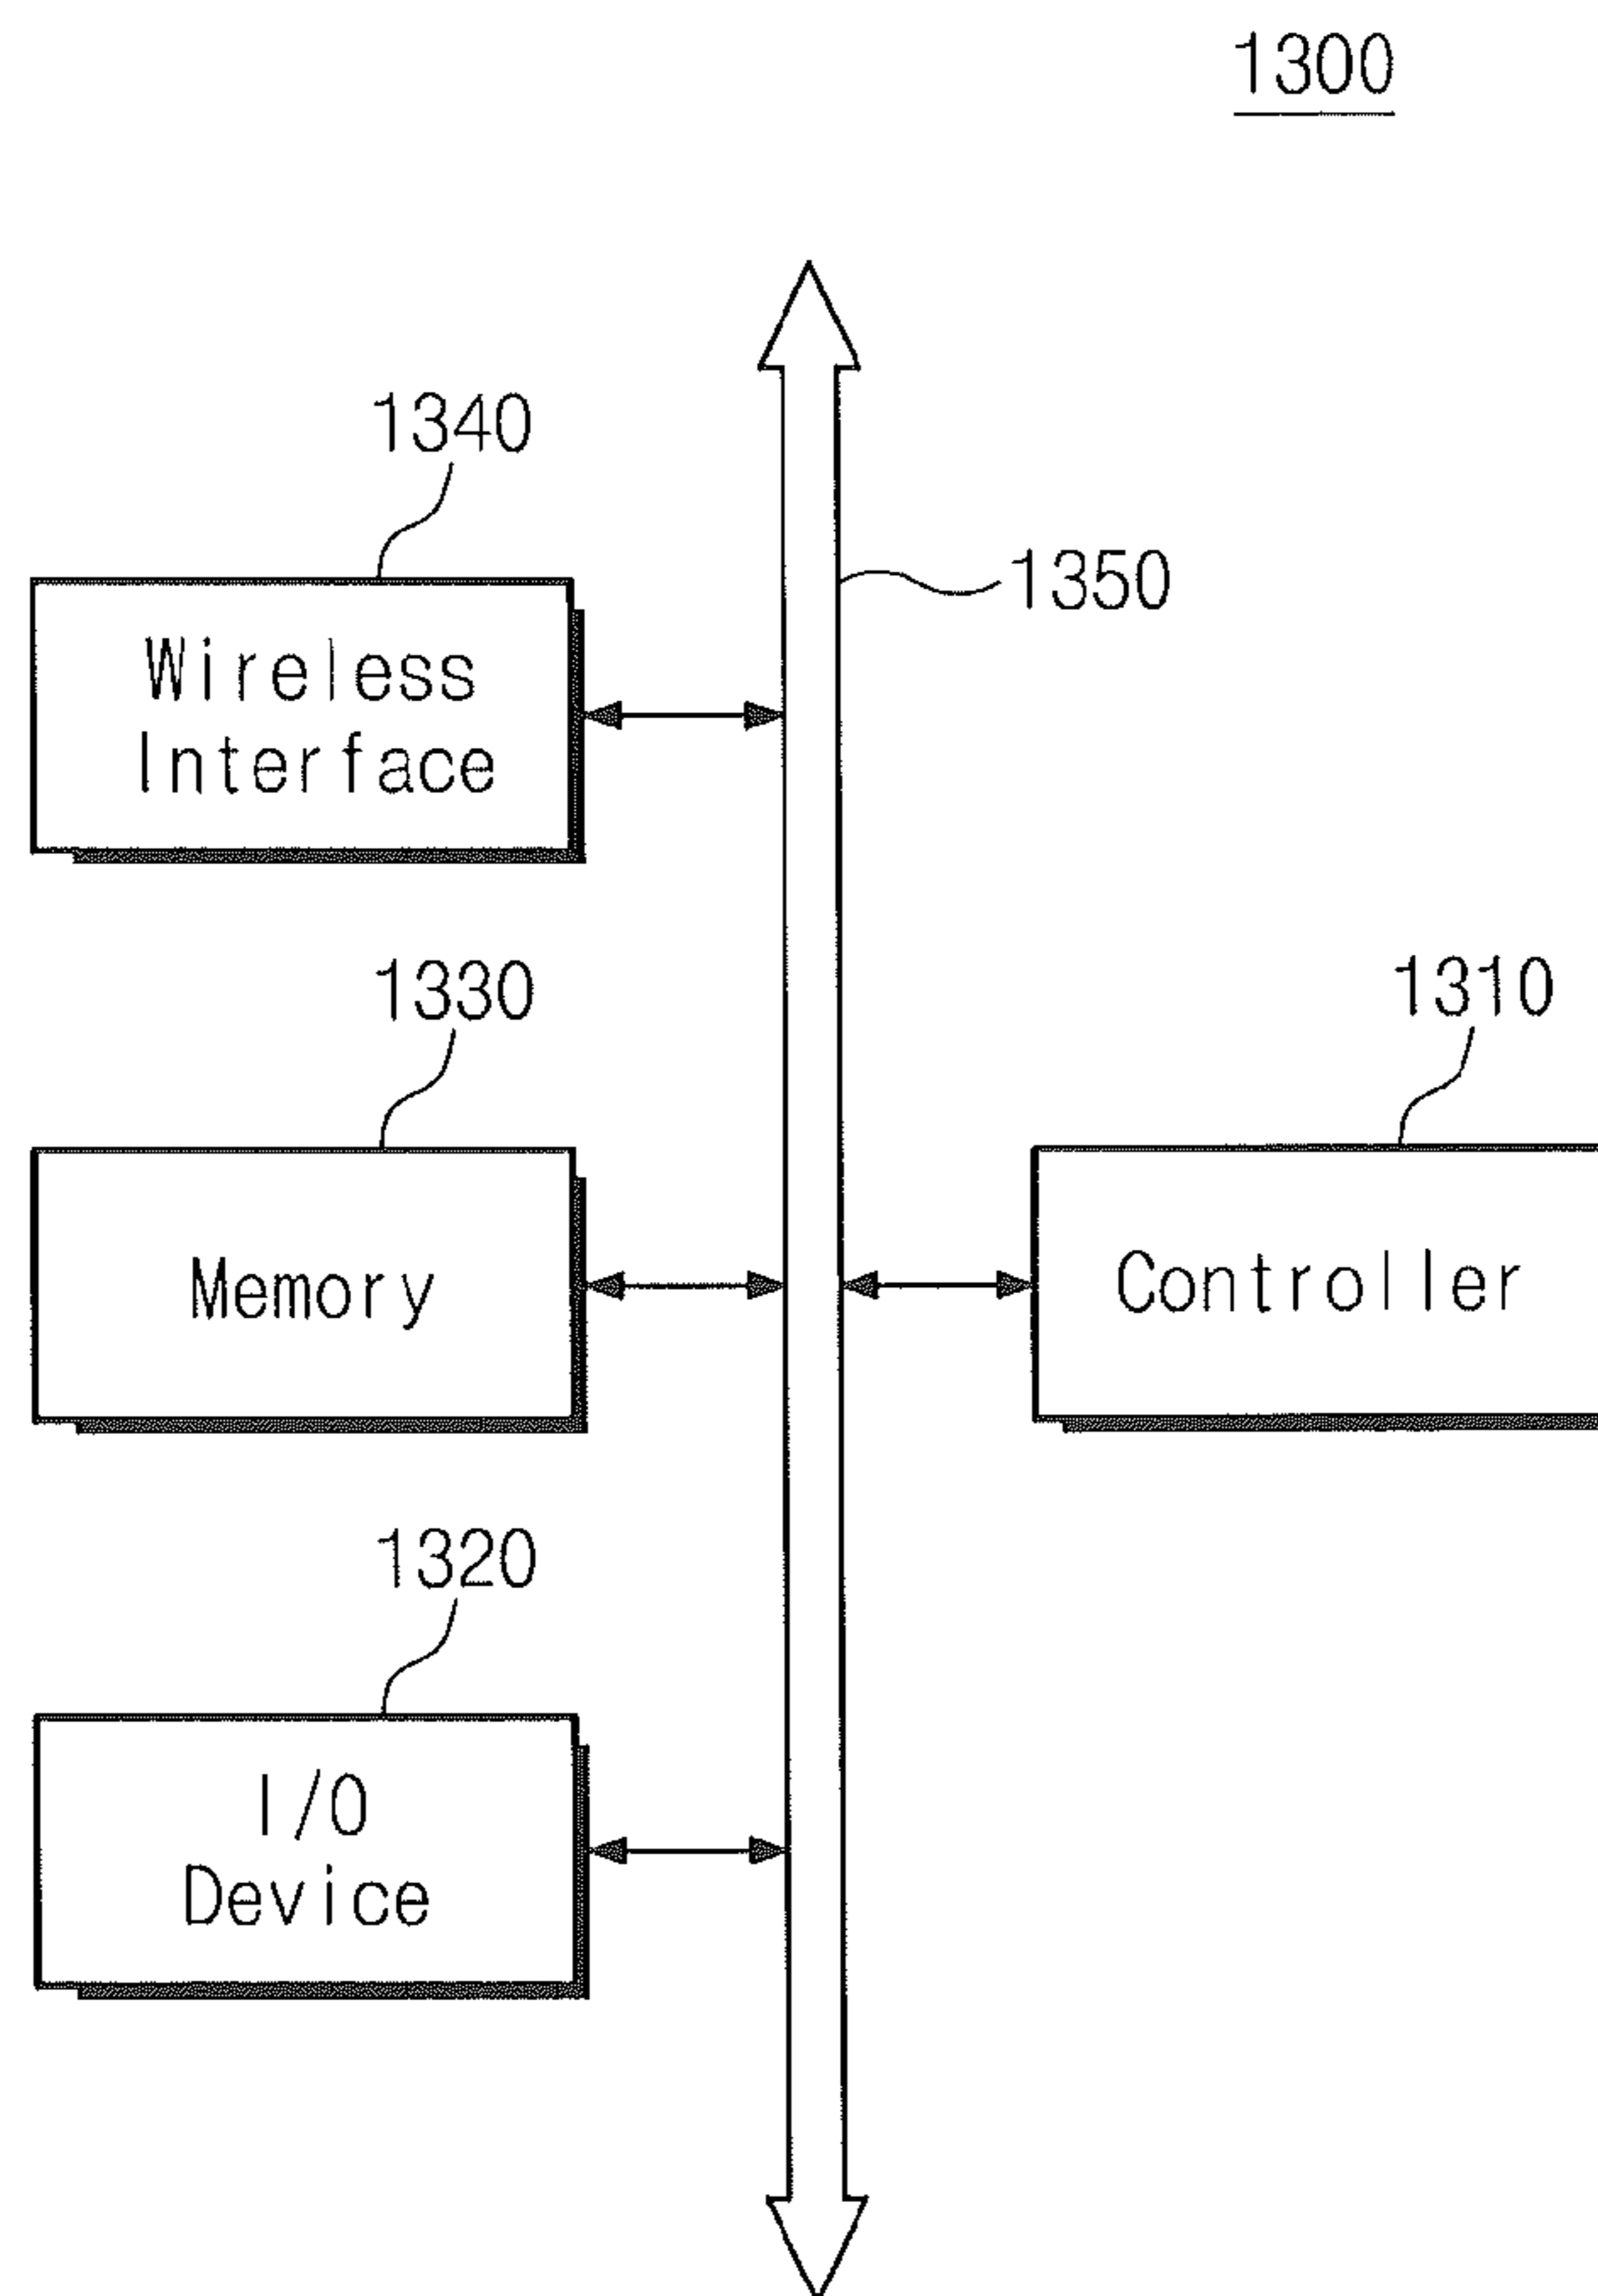 1300
1340
1350
Wireless
Interface
1330
1310
Memory
Controller
1320
I/O
Device